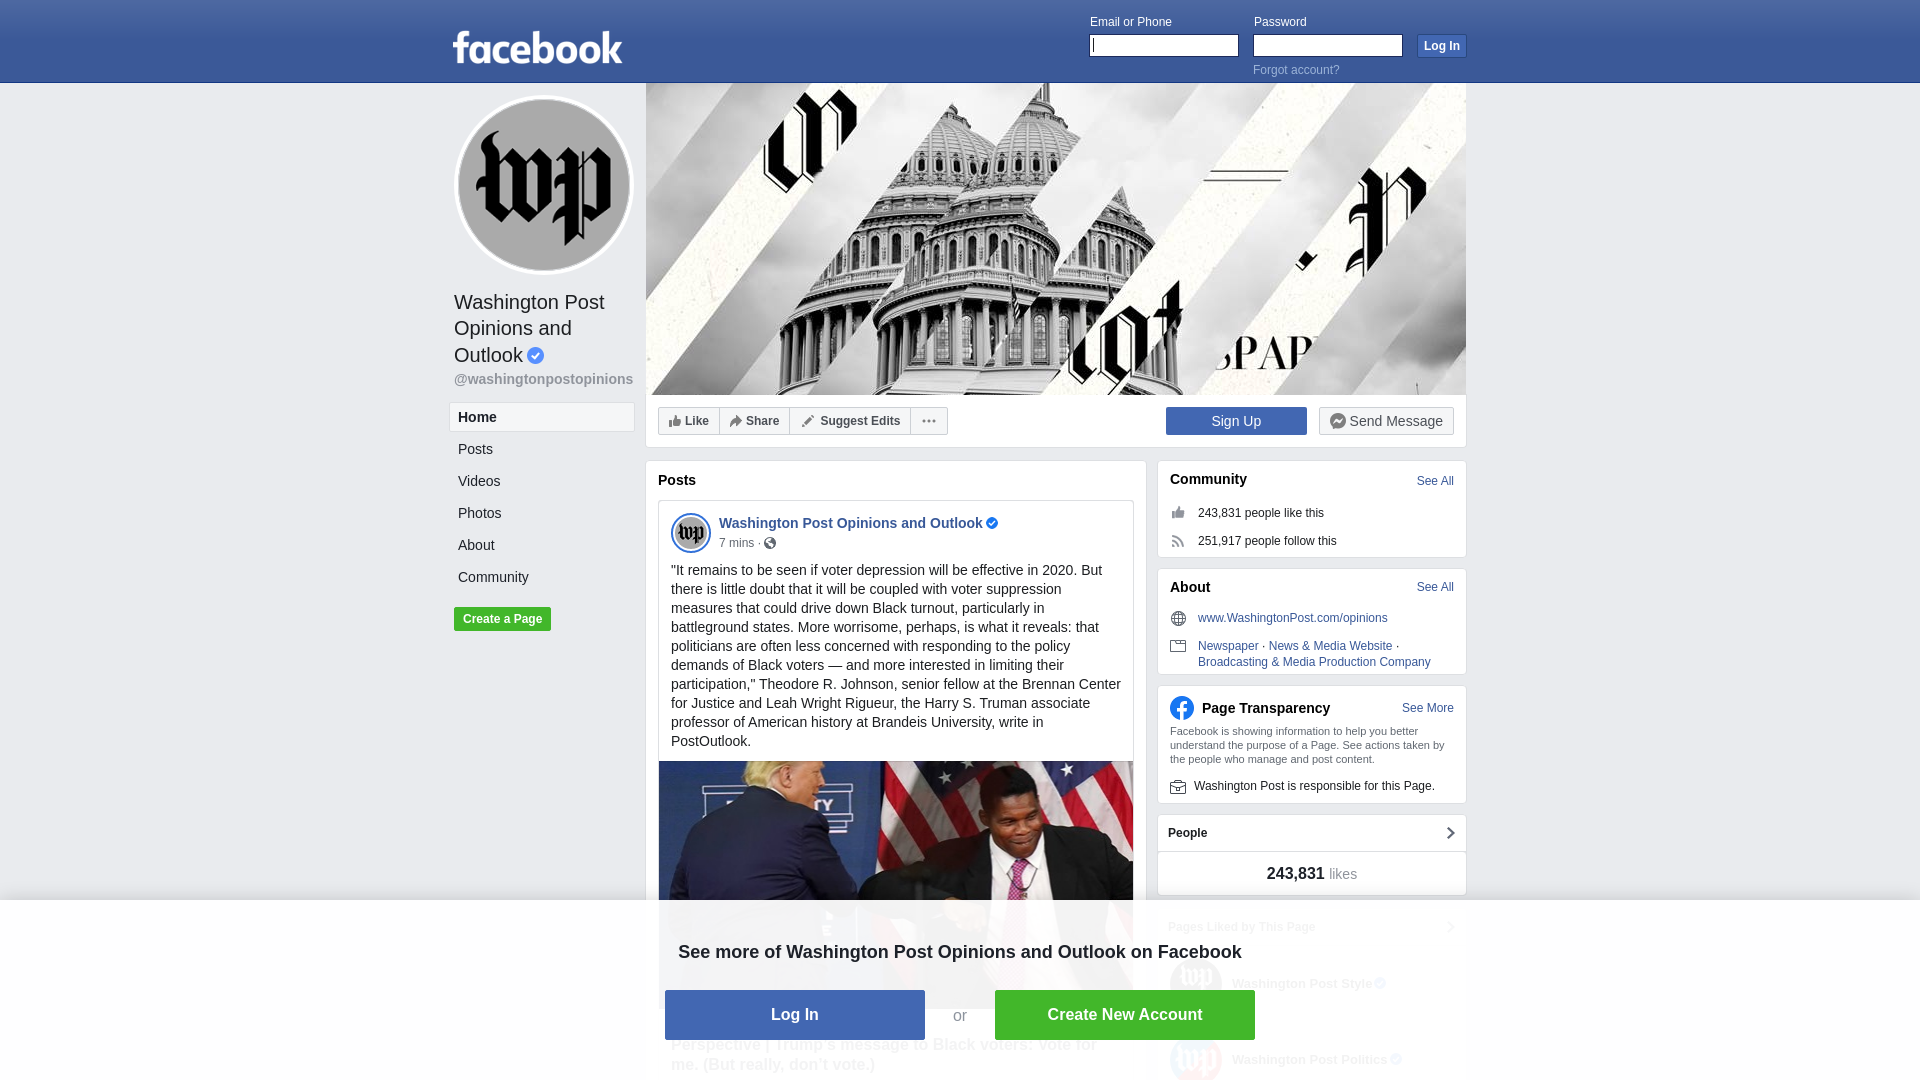 facebook
Email or Phone
Password
Log In
Forgot account?
wp
Washington Post
Opinions and
Outlook
@washingtonpostopinions
Home
Posts
Videos
Photos
About
Community
Create a Page
p
SPAP
Like
Share
Suggest Edits
Sign Up
Send Message
Posts
wp
Washington Post Opinions and Outlook
7 mins ·
"It remains to be seen if voter depression will be effective in 2020. But
there is little doubt that it will be coupled with voter suppression
measures that could drive down Black turnout, particularly in
battleground states. More worrisome, perhaps, is what it reveals: that
politicians are often less concerned with responding to the policy
demands of Black voters — and more interested in limiting their
participation," Theodore R. Johnson, senior fellow at the Brennan Center
for Justice and Leah Wright Rigueur, the Harry S. Truman associate
professor of American history at Brandeis University, write in
PostOutlook.
Community
See All
243,831 people like this
251,917 people follow this
About
See All
www.WashingtonPost.com/opinions
Newspaper · News & Media Website ·
Broadcasting & Media Production Company
Page Transparency
See More
Facebook is showing information to help you better
understand the purpose of a Page. See actions taken by
the people who manage and post content.
Washington Post is responsible for this Page.
People
243,831 likes
Pages Liked by This Page
wp
Washington Post Style
wp
Washington Post Politics
See more of Washington Post Opinions and Outlook on Facebook
Log In
or
Create New Account
Perspective | Trump's message to Black voters: Vote for
me. (But really, don't vote.)